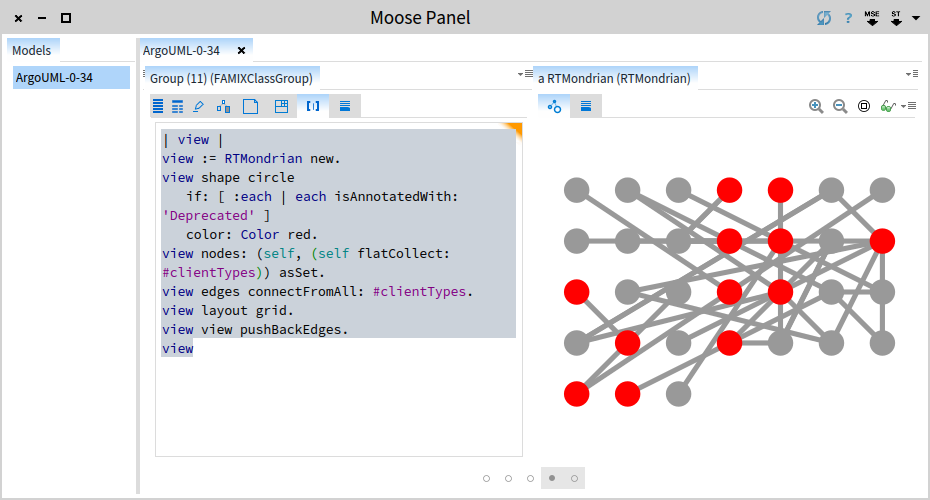 Moose Panel
?
MSE
ST
Models
ArgoUML-0-34
ArgoUML-0-34
Group (11) (FAMIXClassGroup)
| view |
view := RTMondrian new.
view shape circle
if: [ :each | each isAnnotatedWith:
'Deprecated' ]
color: Color red.
view nodes: (self, (self flatCollect:
#clientTypes)) asSet.
view edges connectFromAll: #clientTypes.
view layout grid.
view view pushBackEdges.
view
a RTMondrian (RTMondrian)